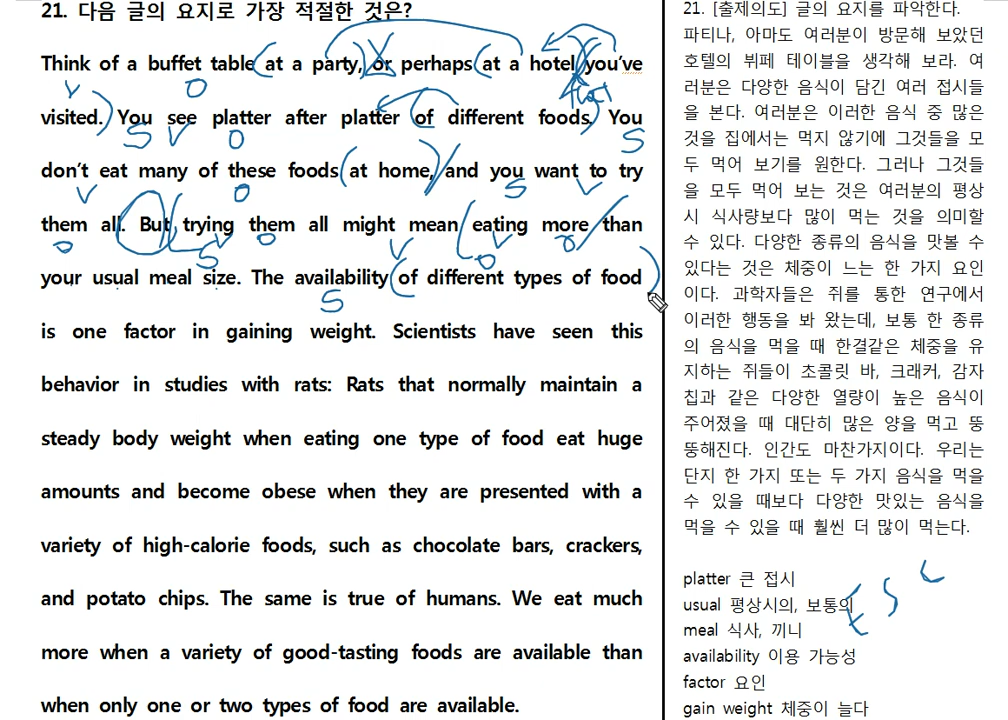 21. 다음 글의 요지로 가장 적절한 것은?
Think of a buffet table at a party, or perhaps at a hotel you've
visited. You see platter after platter of different foods. You
don't eat many of these foods at home, and you want to try
them all. But trying them all might mean eating more than
your usual meal size. The availability of different types of food
is one factor in gaining weight. Scientists have seen this
behavior in studies with rats: Rats that normally maintain a
steady body weight when eating one type of food eat huge
amounts and become obese when they are presented with a
variety of high-calorie foods, such as chocolate bars, crackers,
and potato chips. The same is true of humans. We eat much
more when a variety of good-tasting foods are available than
when only one or two types of food are available.
21. [출제의도] 글의 요지를 파악한다.
파티나, 아마도 여러분이 방문해 보았던
호텔의 뷔페 테이블을 생각해 보라. 여
러분은 다양한 음식이 담긴 여러 접시들
을 본다. 여러분은 이러한 음식 중 많은
것을 집에서는 먹지 않기에 그것들을 모
두 먹어 보기를 원한다. 그러나 그것들
을 모두 먹어 보는 것은 여러분의 평상
시 식사량보다 많이 먹는 것을 의미할
수 있다. 다양한 종류의 음식을 맛볼 수
있다는 것은 체중이 느는 한 가지 요인
이다. 과학자들은 쥐를 통한 연구에서
이러한 행동을 봐 왔는데, 보통 한 종류
의 음식을 먹을 때 한결같은 체중을 유
지하는 쥐들이 초콜릿 바, 크래커, 감자
칩과 같은 다양한 열량이 높은 음식이
주어졌을 때 대단히 많은 양을 먹고 뚱
뚱해진다. 인간도 마찬가지이다. 우리는
단지 한 가지 또는 두 가지 음식을 먹을
수 있을 때보다 다양한 맛있는 음식을
먹을 수 있을 때 훨씬 더 많이 먹는다.
platter 큰 접시
usual 평상시의, 보통의
meal 식사, 끼니
availability 이용 가능성
factor 요인
gain weight 체중이 늘다